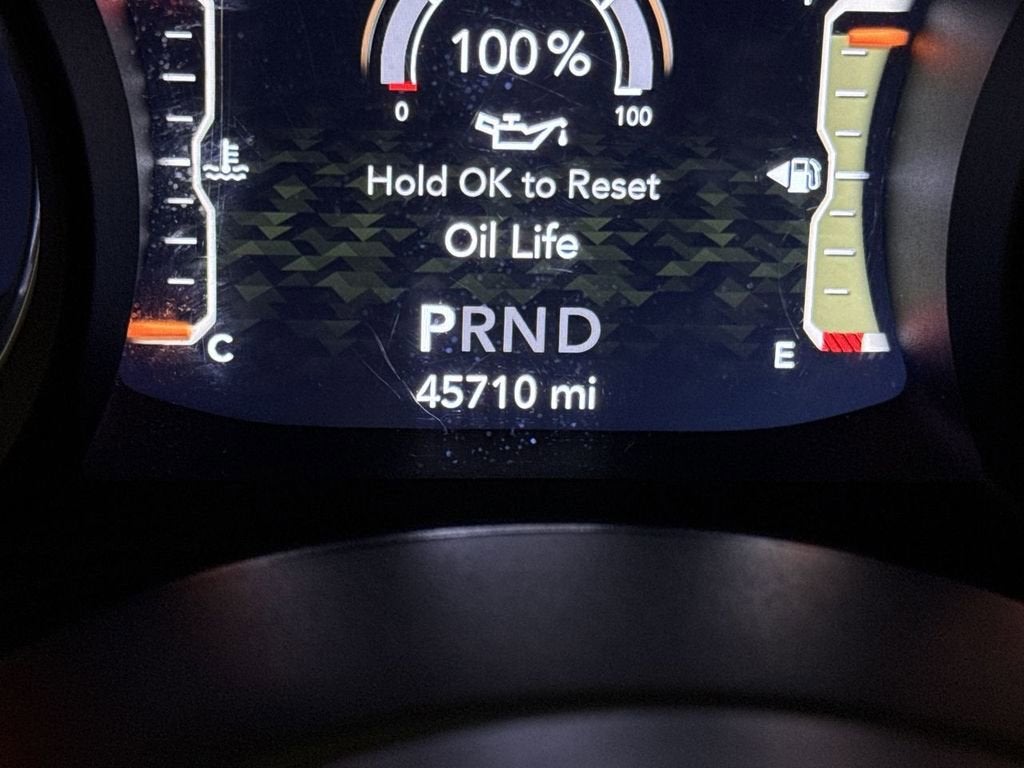 100 %
0
100
Hold OK to Reset
Oil Life
PRND
C
E
45710 mi